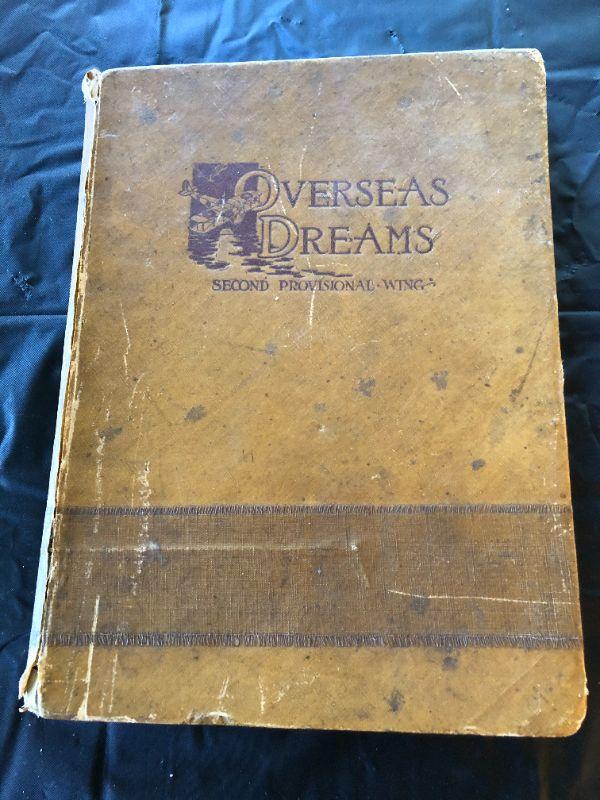 OVERSEAS
DREAMS
SECOND PROVISIONAL · WING